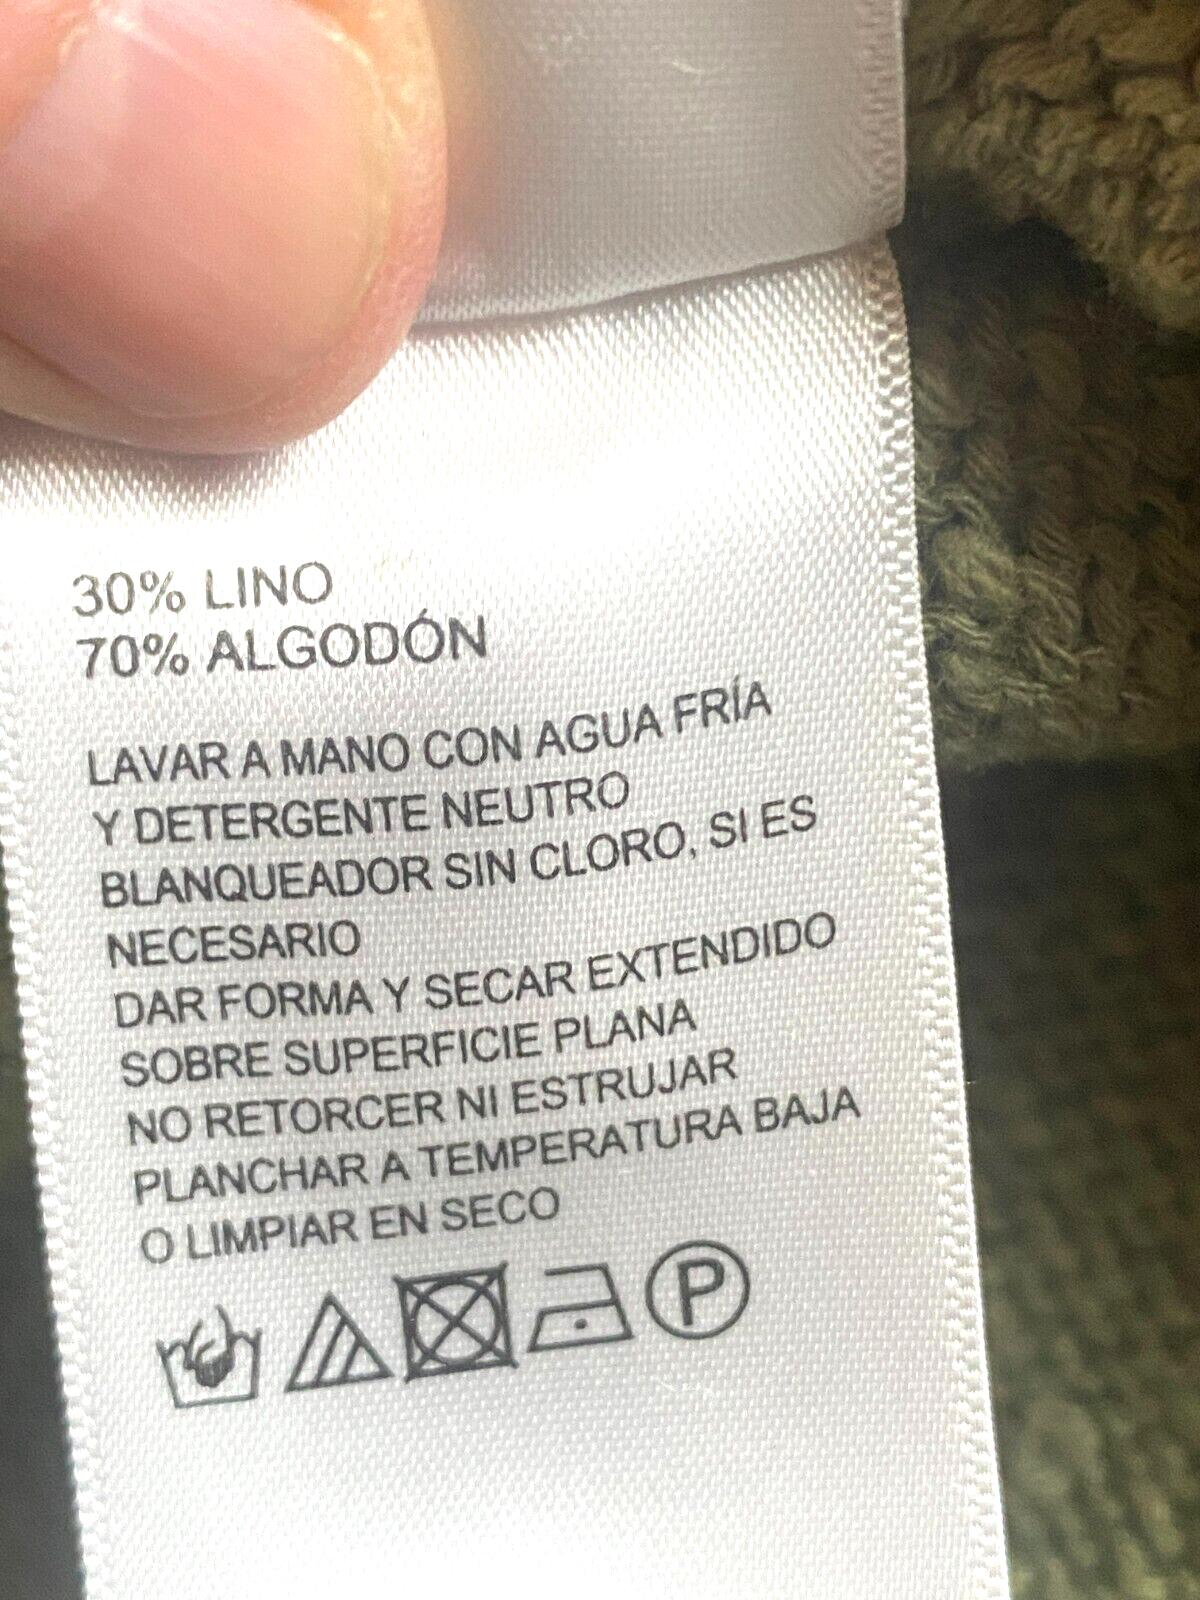 30% LINO
70% ALGODÓN
LAVAR A MANO CON AGUA FRÍA
Y DETERGENTE NEUTRO
BLANQUEADOR SIN CLORO, SI ES
NECESARIO
DAR FORMA Y SECAR EXTENDIDO
SOBRE SUPERFICIE PLANA
NO RETORCER NI ESTRUJAR
PLANCHAR A TEMPERATURA BAJA
O LIMPIAR EN SECO
P